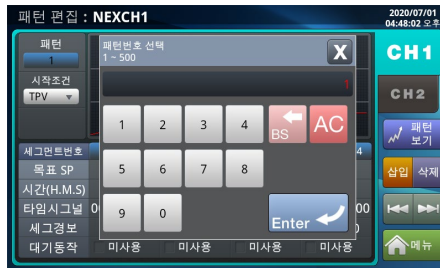 패턴 편집 : NEXCH1
2020/07/01
04:48:02 오후
패턴
1
시작조건
TPV
패턴번호 선택
1 ~ 500
X
1
1 2 3 4 BS AC
5 6 7 8
9 0 Enter
CH1
CH2
패턴
보기
삽입 삭제
메뉴
세그먼트번호 4
목표 SP
시간(H.M.S)
타임시그널 00
세그경보
대기동작 미사용 미사용 미사용 미사용